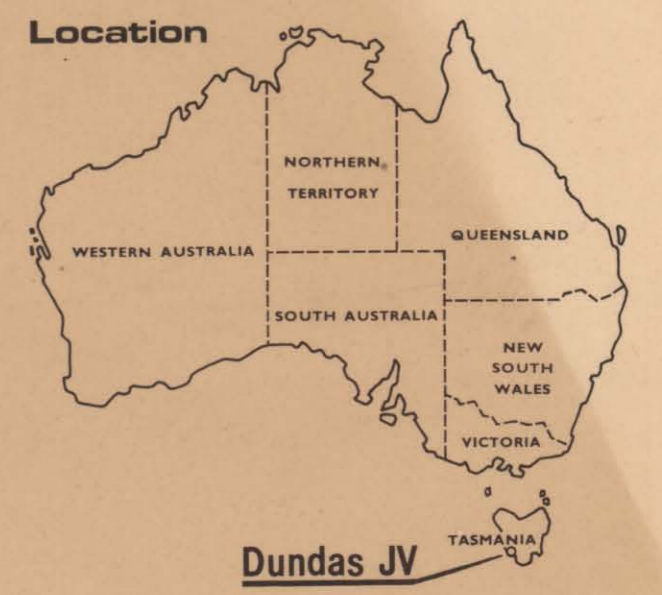 Location
NORTHERN
TERRITORY
QUEENSLAND
WESTERN AUSTRALIA
SOUTH AUSTRALIA
NEW
SOUTH
WALES
VICTORIA
TASMANIA
Dundas JV